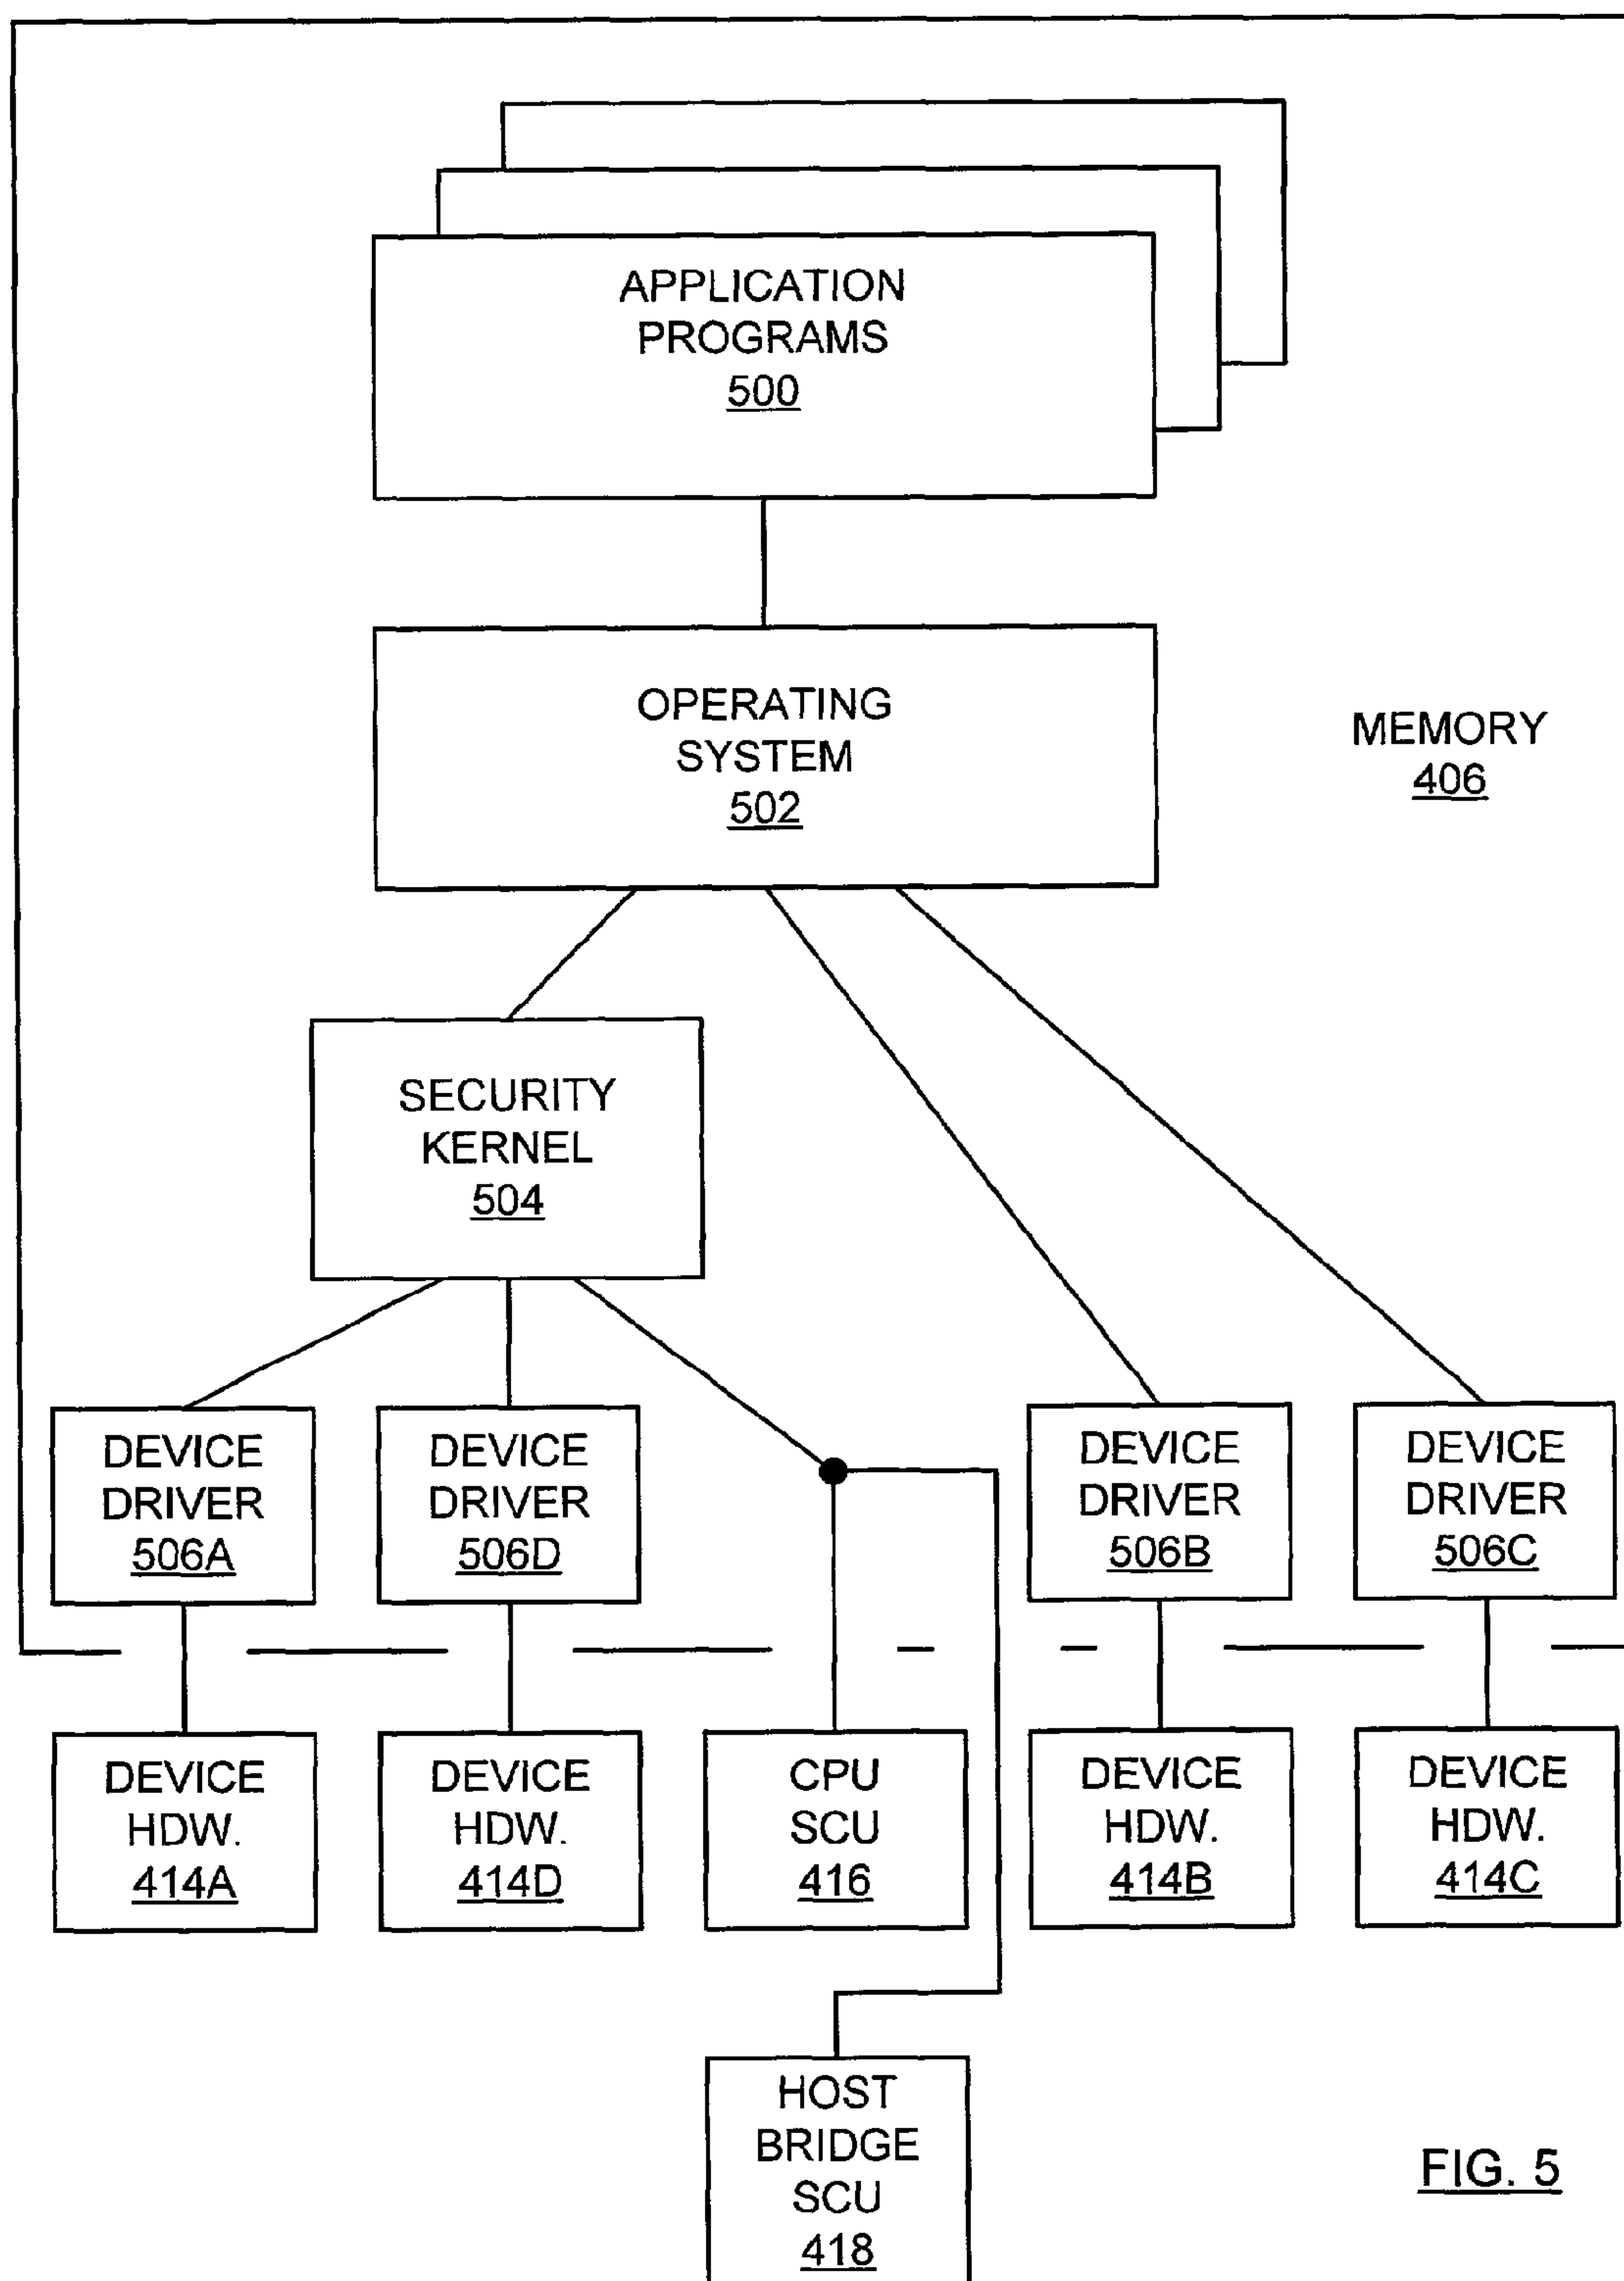 APPLICATION
PROGRAMS
500
OPERATING
SYSTEM
502
MEMORY
406
SECURITY
KERNEL
504
DEVICE
DRIVER
506A
DEVICE
DRIVER
506D
DEVICE
DRIVER
506B
DEVICE
DRIVER
506C
DEVICE
HDW.
414A
DEVICE
HDW.
414D
CPU
SCU
416
DEVICE
HDW.
414B
DEVICE
HDW.
414C
HOST
BRIDGE
SCU
418
FIG. 5